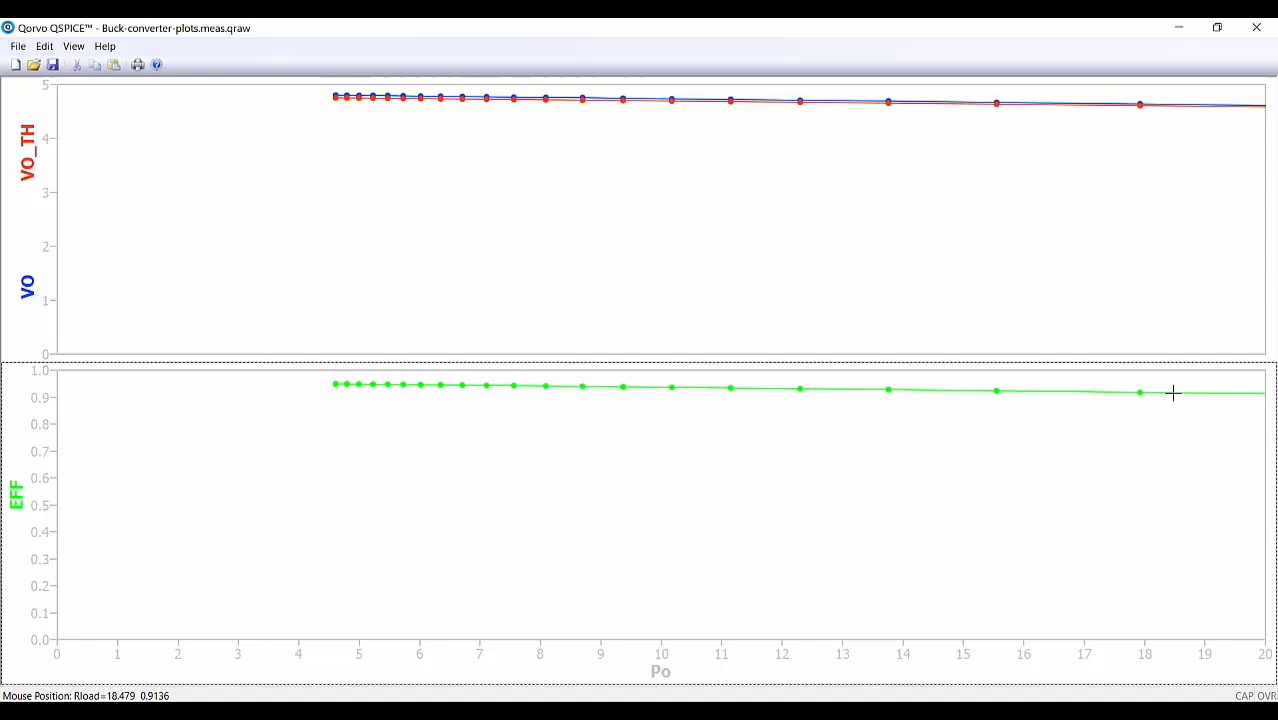 Qorvo QSPICE™ - Buck-converter-plots.meas.qraw
File Edit View Help
5
4
3
2
1
0
VO_TH
VO
1.0
0.9
0.8
0.7
0.6
0.5
0.4
0.3
0.2
0.1
0.0
EFF
0 1 2 3 4 5 6 7 8 9 10 11 12 13 14 15 16 17 18 19 20
Po
Mouse Position: Rload=18.479 0.9136
CAP OVR